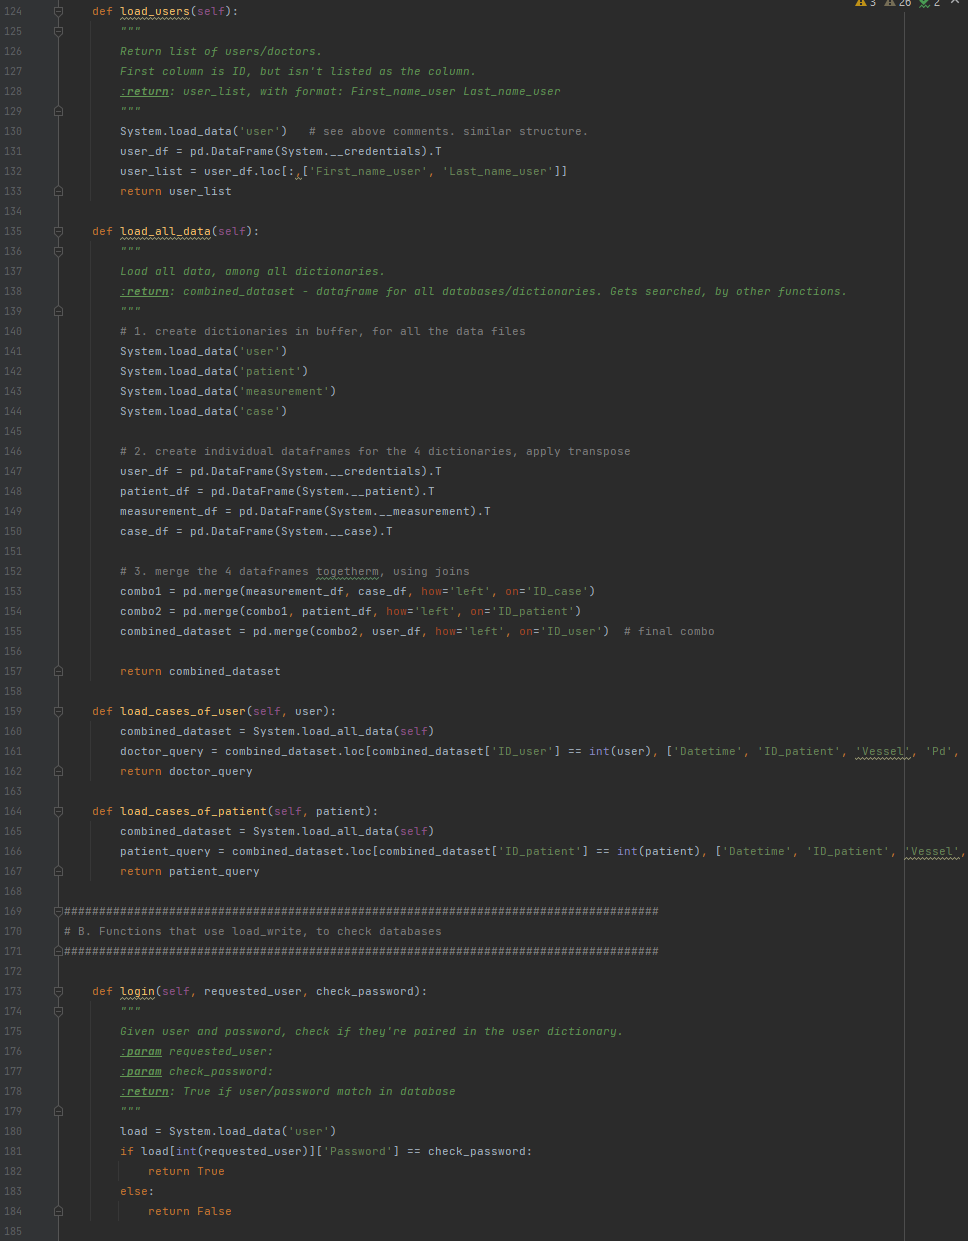 3 26 2
124 def load_users(self):
125 """
126 Return list of users/doctors.
127 First column is ID, but isn't listed as the column.
128 :return: user_list, with format: First_name_user Last_name_user
129 """
130 System.load_data('user')   # see above comments. similar structure.
131 user_df = pd.DataFrame(System.__credentials).T
132 user_list = user_df.loc[:,['First_name_user', 'Last_name_user']]
133 return user_list
134
135 def load_all_data(self):
136 """
137 Load all data, among all dictionaries.
138 :return: combined_dataset - dataframe for all databases/dictionaries. Gets searched, by other functions.
139 """
140 # 1. create dictionaries in buffer, for all the data files
141 System.load_data('user')
142 System.load_data('patient')
143 System.load_data('measurement')
144 System.load_data('case')
145
146 # 2. create individual dataframes for the 4 dictionaries, apply transpose
147 user_df = pd.DataFrame(System.__credentials).T
148 patient_df = pd.DataFrame(System.__patient).T
149 measurement_df = pd.DataFrame(System.__measurement).T
150 case_df = pd.DataFrame(System.__case).T
151
152 # 3. merge the 4 dataframes togetherm, using joins
153 combo1 = pd.merge(measurement_df, case_df, how='left', on='ID_case')
154 combo2 = pd.merge(combo1, patient_df, how='left', on='ID_patient')
155 combined_dataset = pd.merge(combo2, user_df, how='left', on='ID_user')  # final combo
156
157 return combined_dataset
158
159 def load_cases_of_user(self, user):
160 combined_dataset = System.load_all_data(self)
161 doctor_query = combined_dataset.loc[combined_dataset['ID_user'] == int(user), ['Datetime', 'ID_patient', 'Vessel', 'Pd',
162 return doctor_query
163
164 def load_cases_of_patient(self, patient):
165 combined_dataset = System.load_all_data(self)
166 patient_query = combined_dataset.loc[combined_dataset['ID_patient'] == int(patient), ['Datetime', 'ID_patient', 'Vessel',
167 return patient_query
168
169 #####################################################################################
170 # B. Functions that use load_write, to check databases
171 #####################################################################################
172
173 def login(self, requested_user, check_password):
174 """
175 Given user and password, check if they're paired in the user dictionary.
176 :param requested_user:
177 :param check_password:
178 :return: True if user/password match in database
179 """
180 load = System.load_data('user')
181 if load[int(requested_user)]['Password'] == check_password:
182 return True
183 else:
184 return False
185